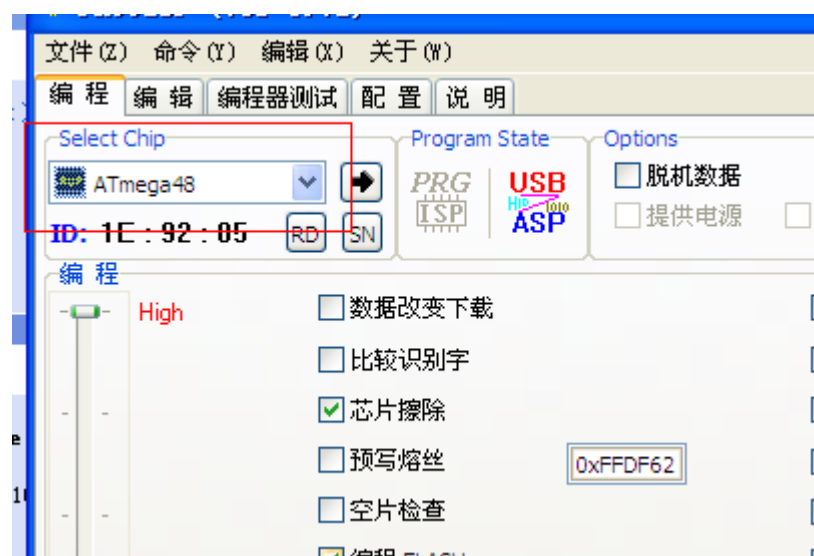 文件(Z) 命令(Y) 编辑(X) 关于(W)
编 程 编 辑 编程器测试 配 置 说 明
Select Chip Program State Options
ATmega48 PRG ISP USB ASP 脱机数据
ID: 1E : 92 : 05 RD SN 提供电源
编 程
High 数据改变下载
比较识别字
芯片擦除
预写熔丝 0xFFDF62
空片检查